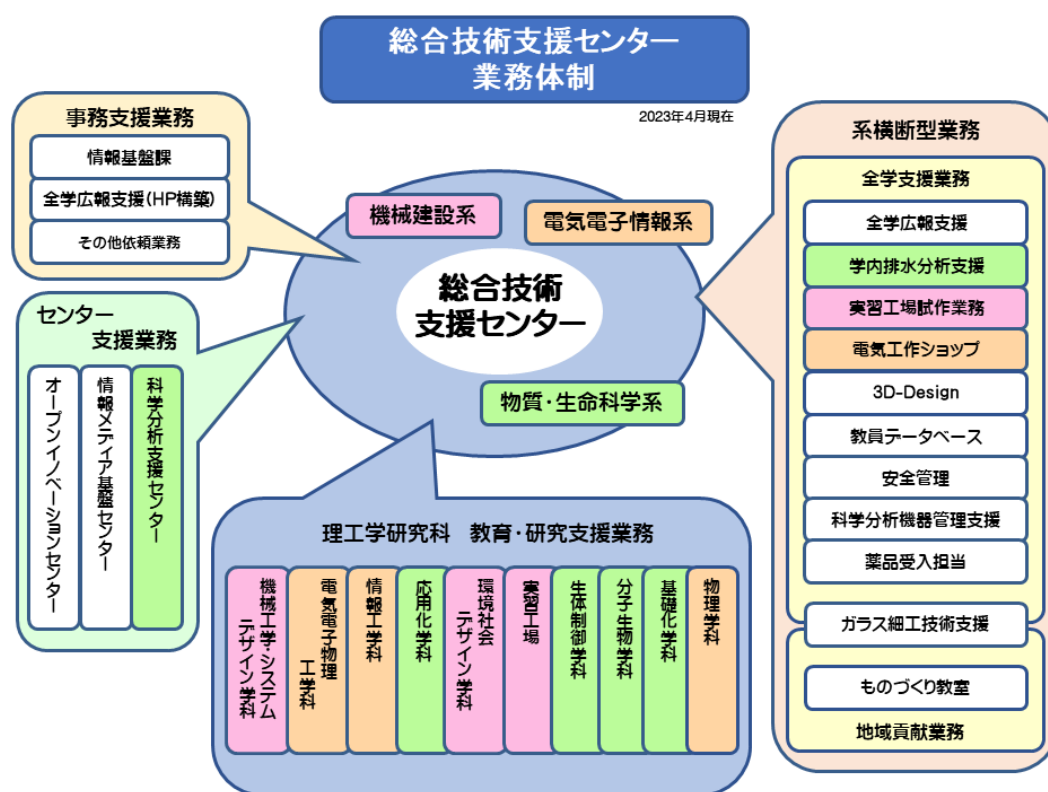 総合技術支援センター
業務体制
2023年4月現在
事務支援業務
情報基盤課
全学広報支援(HP構築)
その他依頼業務
センター
支援業務
オープンイノベーションセンター
情報メディア基盤センター
科学分析支援センター
機械建設系
電気電子情報系
総合技術
支援センター
物質・生命科学系
理工学研究科 教育・研究支援業務
機械工学・システム
デザイン学科
電気電子物理
工学科
情報工学科
応用化学科
環境社会
デザイン学科
実習工場
生体制御学科
分子生物学科
基礎化学科
物理学科
系横断型業務
全学支援業務
全学広報支援
学内排水分析支援
実習工場試作業務
電気工作ショップ
3D-Design
教員データベース
安全管理
科学分析機器管理支援
薬品受入担当
ガラス細工技術支援
ものづくり教室
地域貢献業務